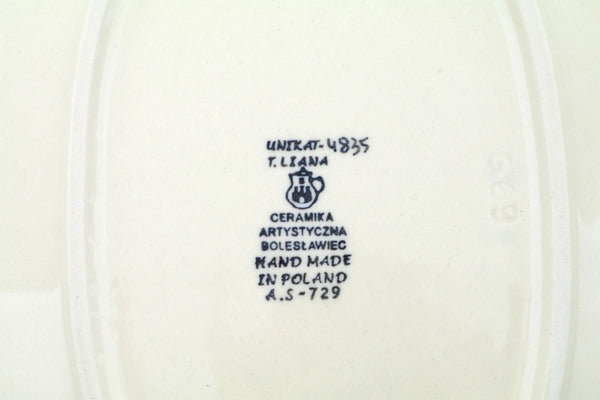 UNIKAT-4835
T. LIANA
B
CERAMIKA
ARTYSTYCZNA
BOLESŁAWIEC
HAND MADE
IN POLAND
A.S-729